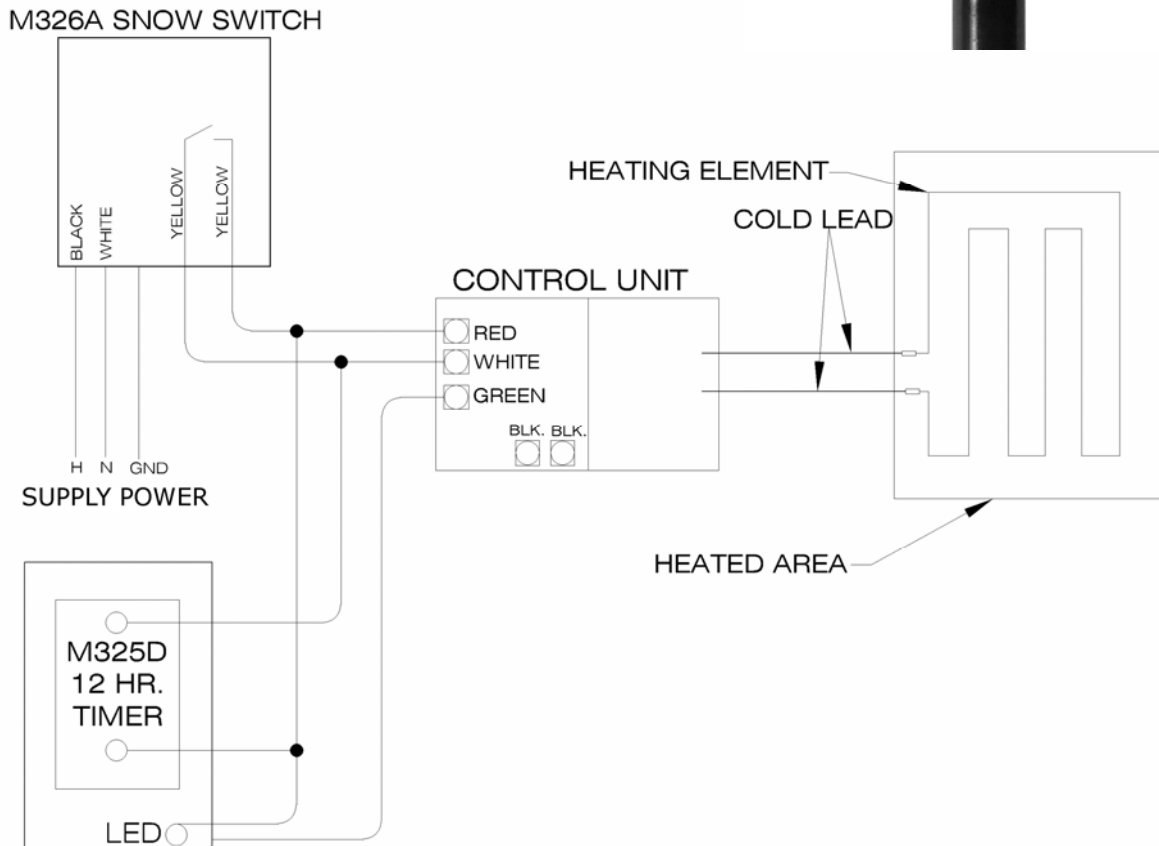 M326A SNOW SWITCH
BLACK
WHITE
YELLOW
YELLOW
H N GND
SUPPLY POWER
CONTROL UNIT
RED
WHITE
GREEN
BLK. BLK.
HEATING ELEMENT
COLD LEAD
HEATED AREA
M325D
12 HR.
TIMER
LED